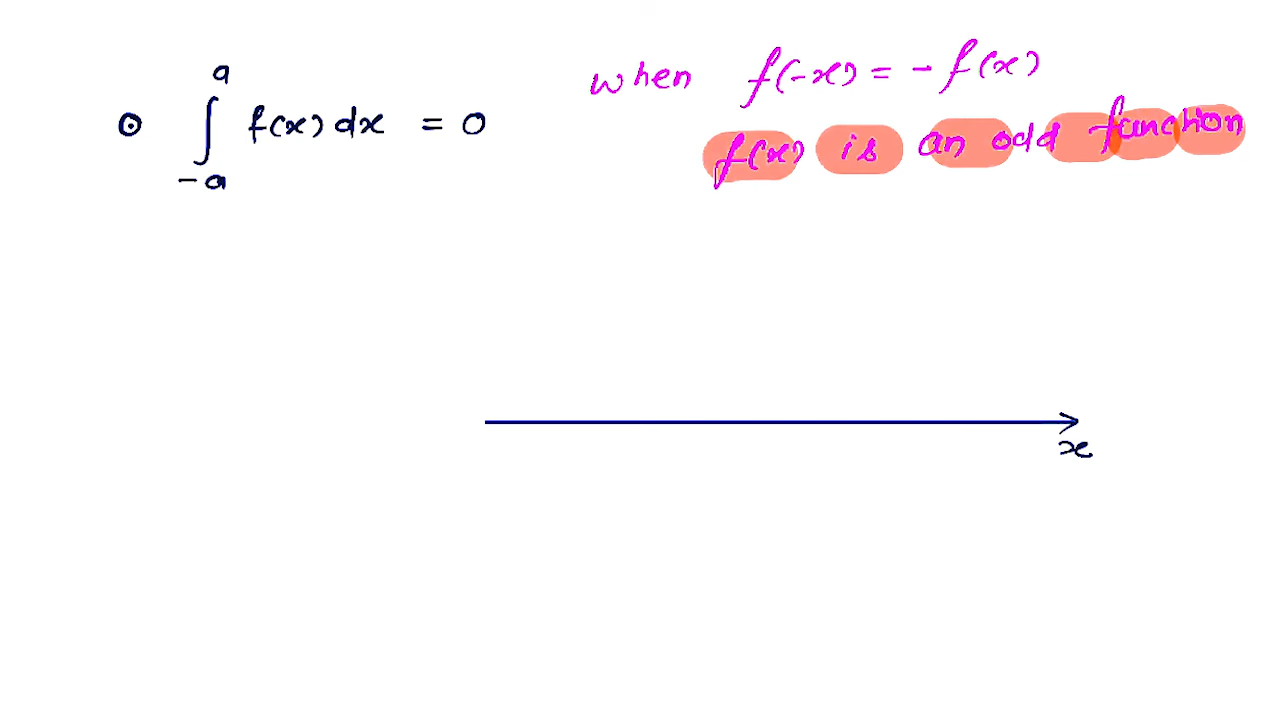 ⊙ ∫_{-a}^{a} f(x) dx = 0
when f(-x) = - f(x)
f(x) is an odd function
x